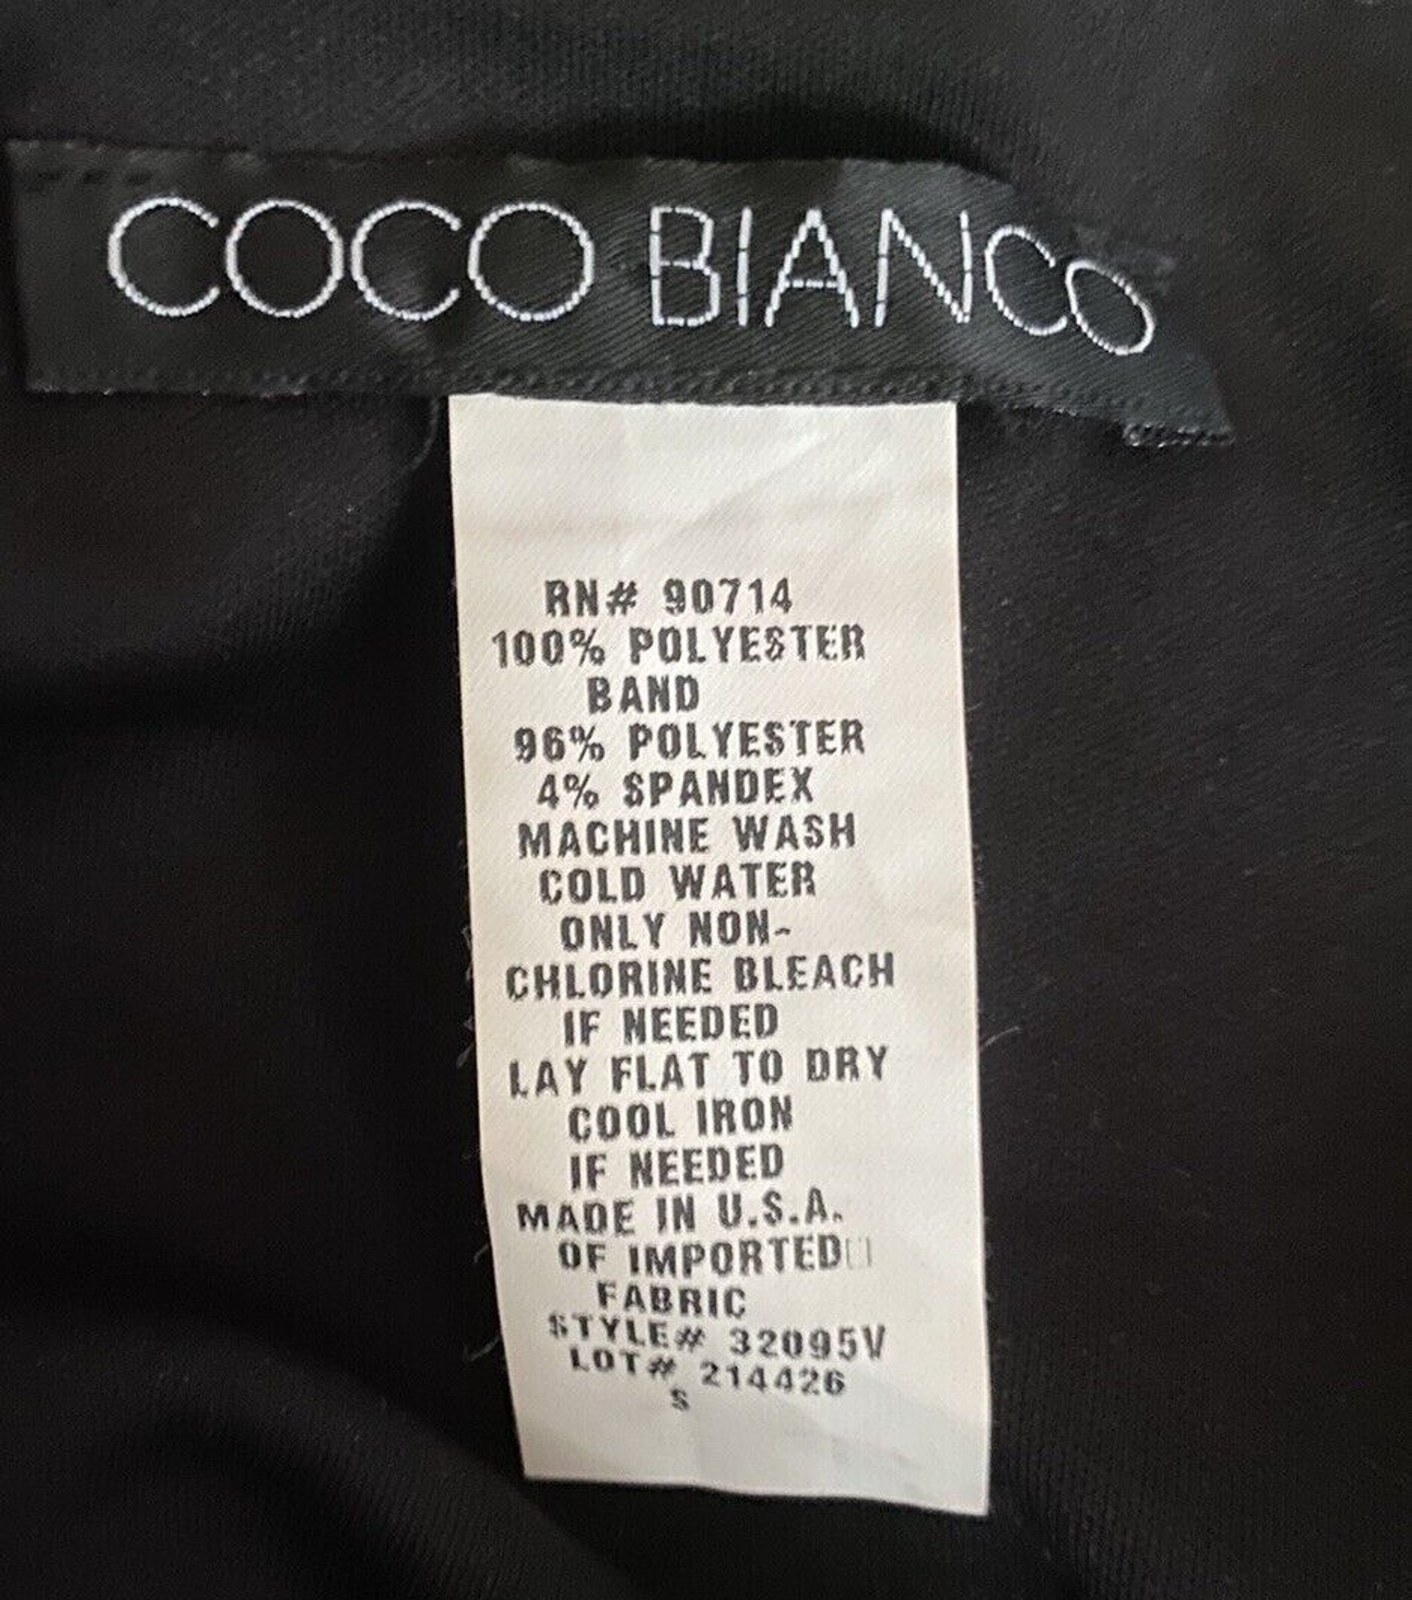 COCO BIANCO
RN# 90714
100% POLYESTER
BAND
96% POLYESTER
4% SPANDEX
MACHINE WASH
COLD WATER
ONLY NON-
CHLORINE BLEACH
IF NEEDED
LAY FLAT TO DRY
COOL IRON
IF NEEDED
MADE IN U.S.A.
OF IMPORTED
FABRIC
STYLE# 32095V
LOT# 214426
S